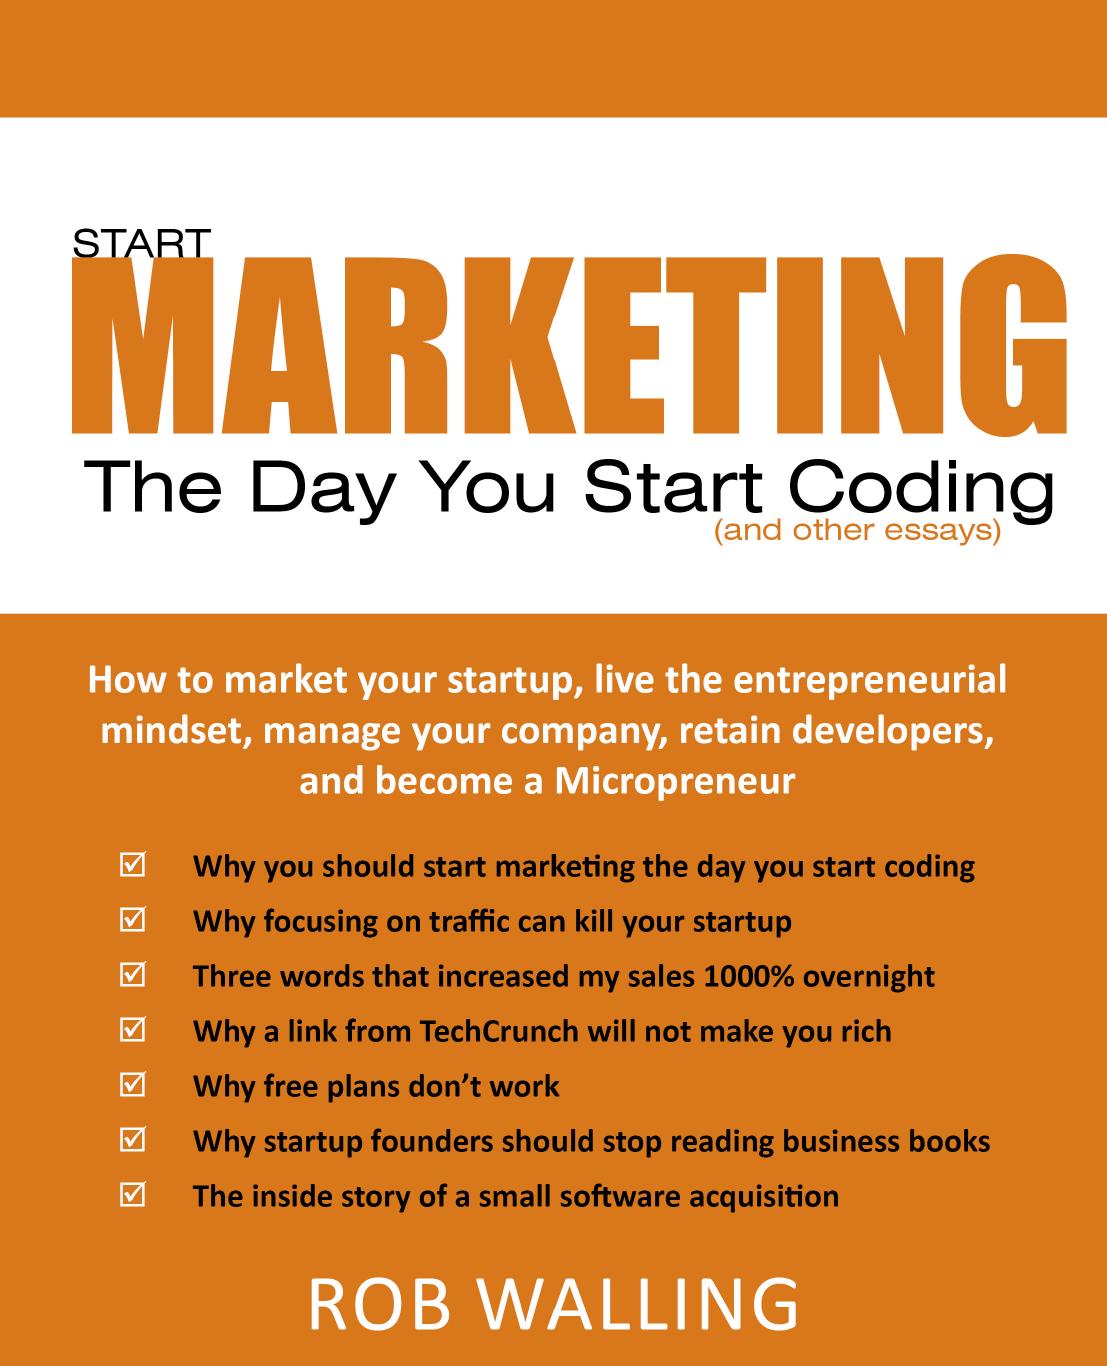 START
MARKETING
The Day You Start Coding
(and other essays)
How to market your startup, live the entrepreneurial
mindset, manage your company, retain developers,
and become a Micropreneur
Why you should start marketing the day you start coding
Why focusing on traffic can kill your startup
Three words that increased my sales 1000% overnight
Why a link from TechCrunch will not make you rich
Why free plans don’t work
Why startup founders should stop reading business books
The inside story of a small software acquisition
ROB WALLING